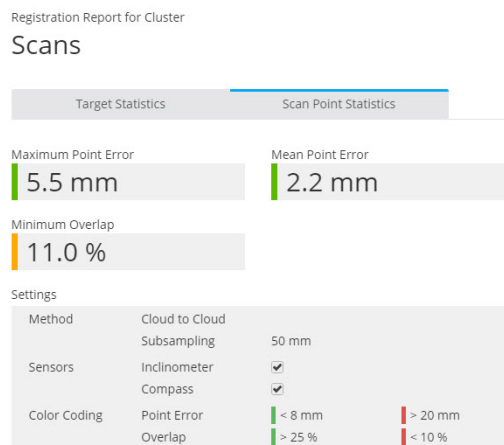 Registration Report for Cluster
Scans
Target Statistics Scan Point Statistics
Maximum Point Error Mean Point Error
5.5 mm 2.2 mm
Minimum Overlap
11.0 %
Settings
Method Cloud to Cloud
Subsampling 50 mm
Sensors Inclinometer
Compass
Color Coding Point Error < 8 mm > 20 mm
Overlap > 25 % < 10 %